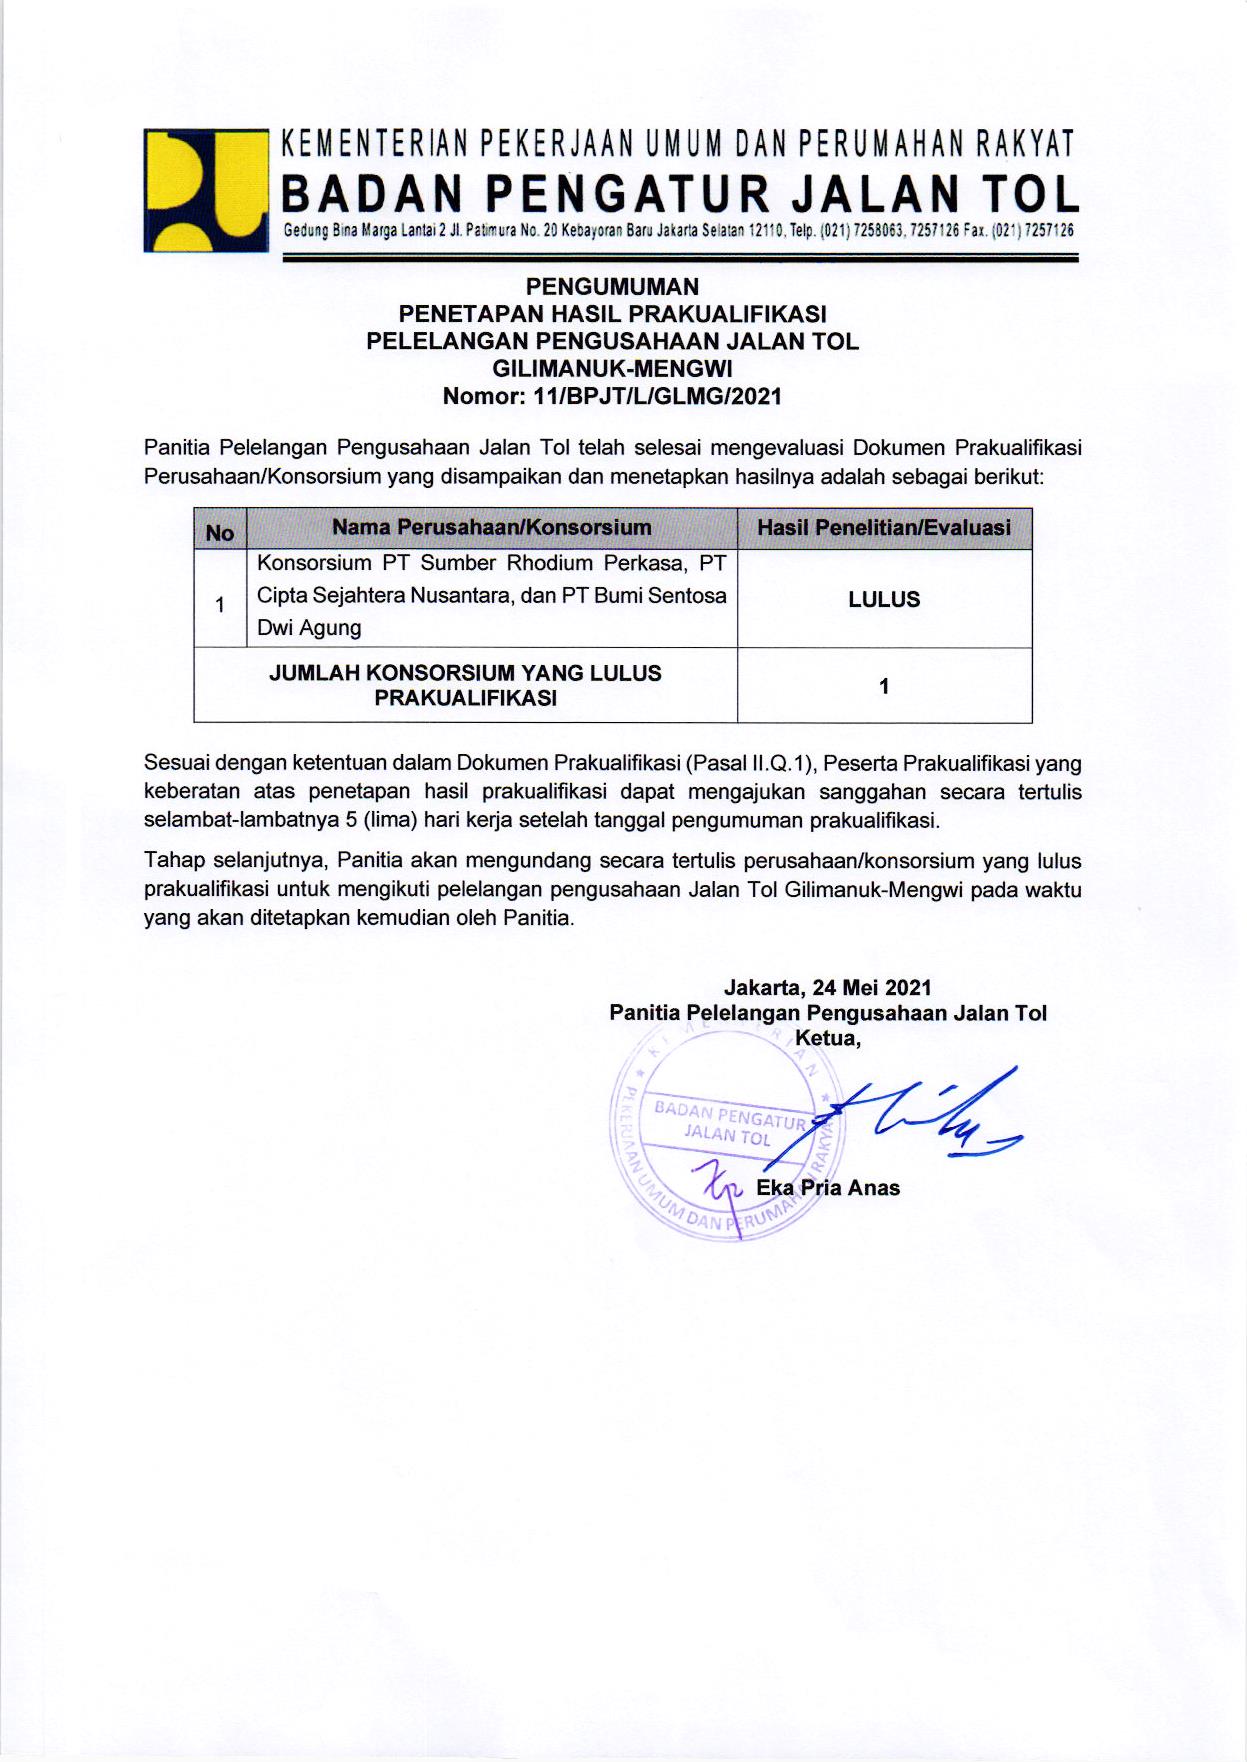 KEMENTERIAN PEKERJAAN UMUM DAN PERUMAHAN RAKYAT
BADAN PENGATUR JALAN TOL
Gedung Bina Marga Lantai 2 Jl. Patimura No. 20 Kebayoran Baru Jakarta Selatan 12110, Telp. (021) 7258063, 7257126 Fax. (021) 7257126
PENGUMUMAN
PENETAPAN HASIL PRAKUALIFIKASI
PELELANGAN PENGUSAHAAN JALAN TOL
GILIMANUK-MENGWI
Nomor: 11/BPJT/L/GLMG/2021
Panitia Pelelangan Pengusahaan Jalan Tol telah selesai mengevaluasi Dokumen Prakualifikasi
Perusahaan/Konsorsium yang disampaikan dan menetapkan hasilnya adalah sebagai berikut:
No Nama Perusahaan/Konsorsium Hasil Penelitian/Evaluasi
Konsorsium PT Sumber Rhodium Perkasa, PT
1 Cipta Sejahtera Nusantara, dan PT Bumi Sentosa LULUS
Dwi Agung
JUMLAH KONSORSIUM YANG LULUS
PRAKUALIFIKASI 1
Sesuai dengan ketentuan dalam Dokumen Prakualifikasi (Pasal II.Q.1), Peserta Prakualifikasi yang
keberatan atas penetapan hasil prakualifikasi dapat mengajukan sanggahan secara tertulis
selambat-lambatnya 5 (lima) hari kerja setelah tanggal pengumuman prakualifikasi.
Tahap selanjutnya, Panitia akan mengundang secara tertulis perusahaan/konsorsium yang lulus
prakualifikasi untuk mengikuti pelelangan pengusahaan Jalan Tol Gilimanuk-Mengwi pada waktu
yang akan ditetapkan kemudian oleh Panitia.
Jakarta, 24 Mei 2021
Panitia Pelelangan Pengusahaan Jalan Tol
Ketua,
KEMENTERIAN
BADAN PENGATUR
JALAN TOL
PEKERJAAN UMUM DAN PERUMAHAN RAKYAT
Eka Pria Anas